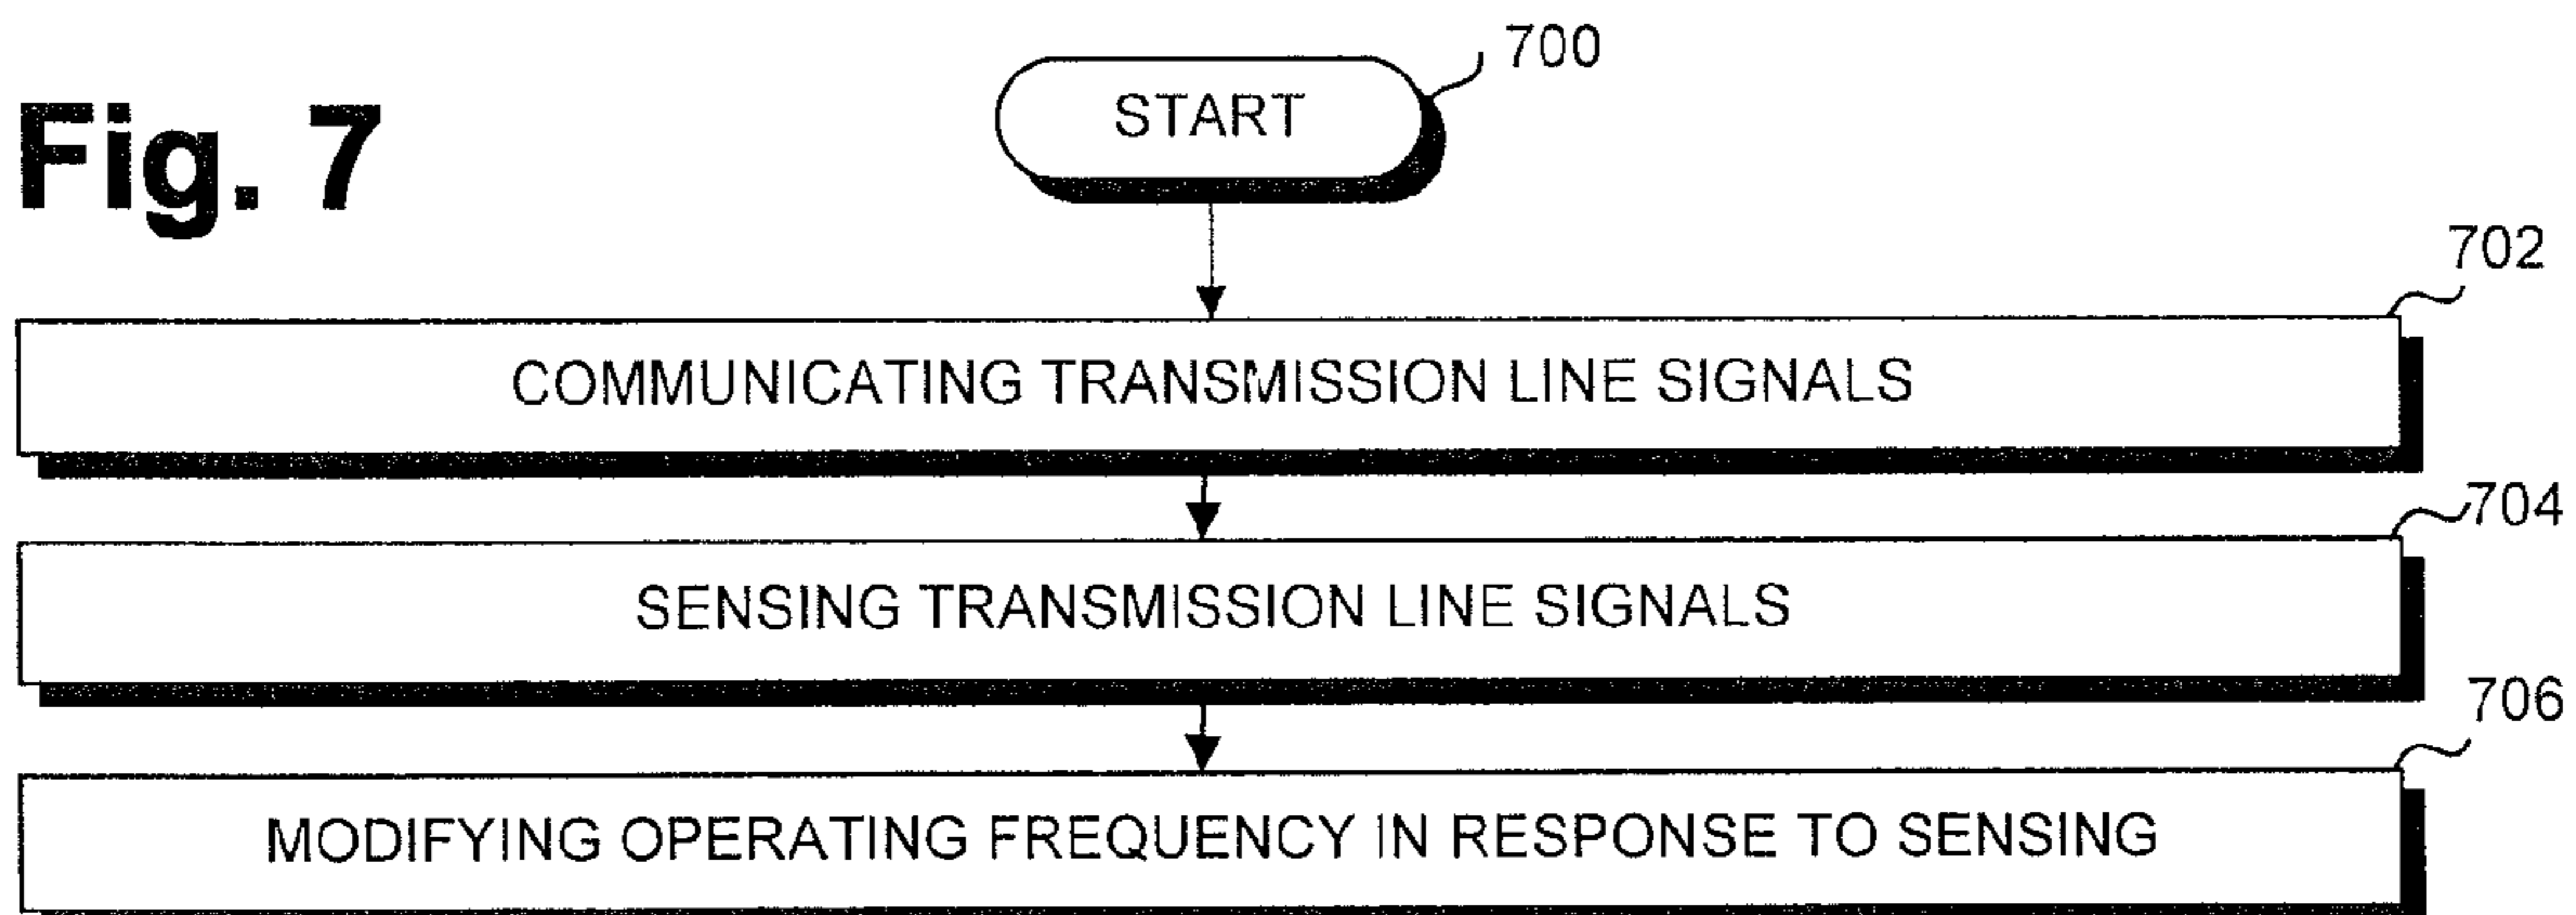 Fig. 7
START
700
702
COMMUNICATING TRANSMISSION LINE SIGNALS
704
SENSING TRANSMISSION LINE SIGNALS
706
MODIFYING OPERATING FREQUENCY IN RESPONSE TO SENSING